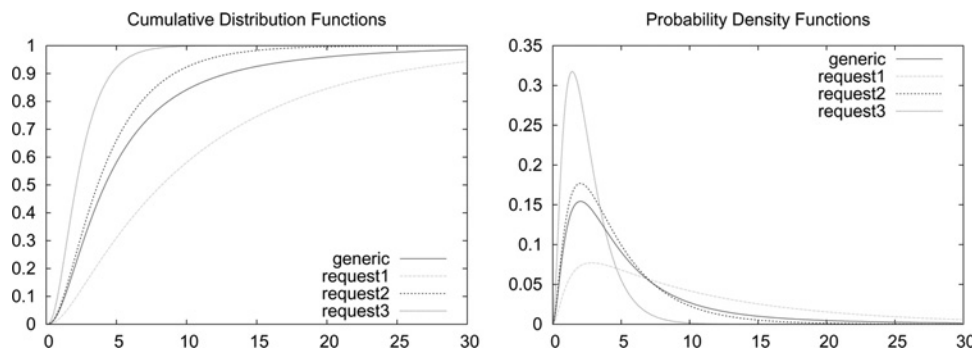 Cumulative Distribution Functions
1
0.9
0.8
0.7
0.6
0.5
0.4
0.3
0.2
0.1
0
generic
request1
request2
request3
0 5 10 15 20 25 30
Probability Density Functions
0.35
0.3
0.25
0.2
0.15
0.1
0.05
0
generic
request1
request2
request3
0 5 10 15 20 25 30